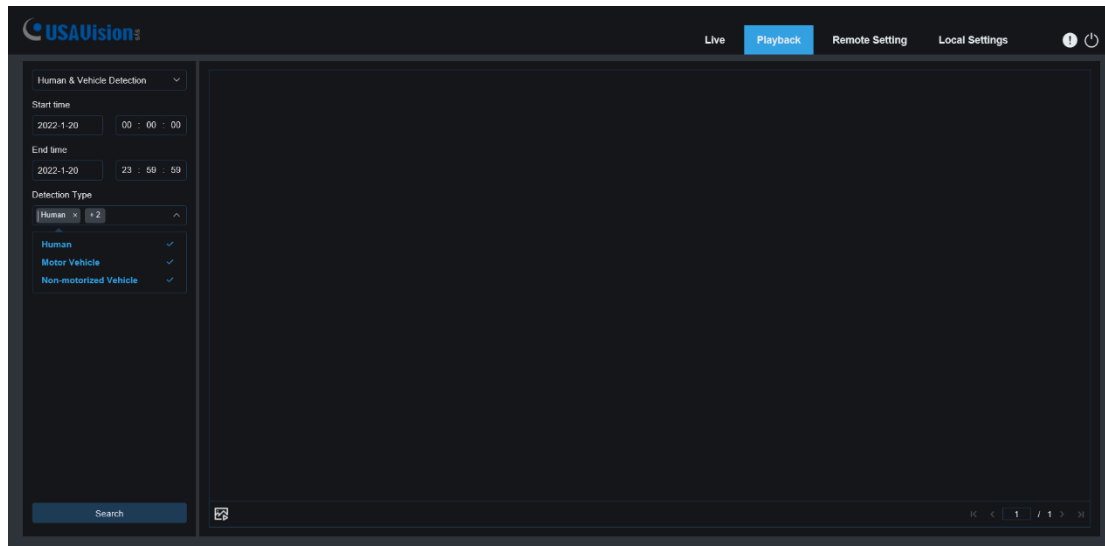 USAVision
Live Playback Remote Setting Local Settings
Human & Vehicle Detection
Start time
2022-1-20 00 : 00 : 00
End time
2022-1-20 23 : 59 : 59
Detection Type
Human × +2
Human
Motor Vehicle
Non-motorized Vehicle
Search
1 / 1